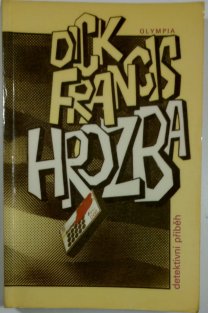 DICK
OLYMPIA
FRANCIS
HROZBA
detektivní příběh